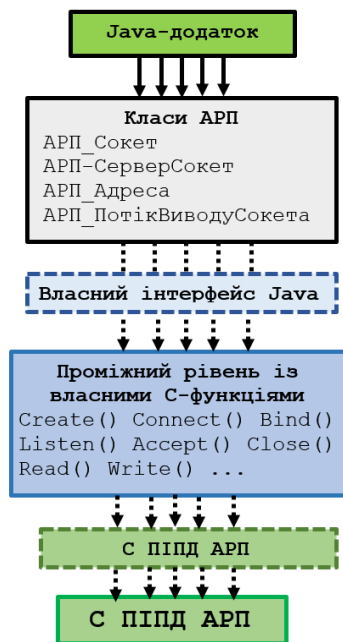 Java-додаток
Класи АРП
АРП_Сокет
АРП-СерверСокет
АРП_Адреса
АРП_ПотікВиводуСокета
Власний інтерфейс Java
Проміжний рівень із
власними С-функціями
Create() Connect() Bind()
Listen() Accept() Close()
Read() Write() ...
С ПІПД АРП
С ПІПД АРП